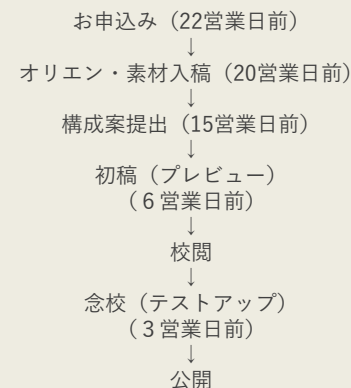 お申込み（22営業日前）
↓
オリエン・素材入稿（20営業日前）
↓
構成案提出（15営業日前）
↓
初稿（プレビュー）
（６営業日前）
↓
校閲
↓
念校（テストアップ）
（３営業日前）
↓
公開